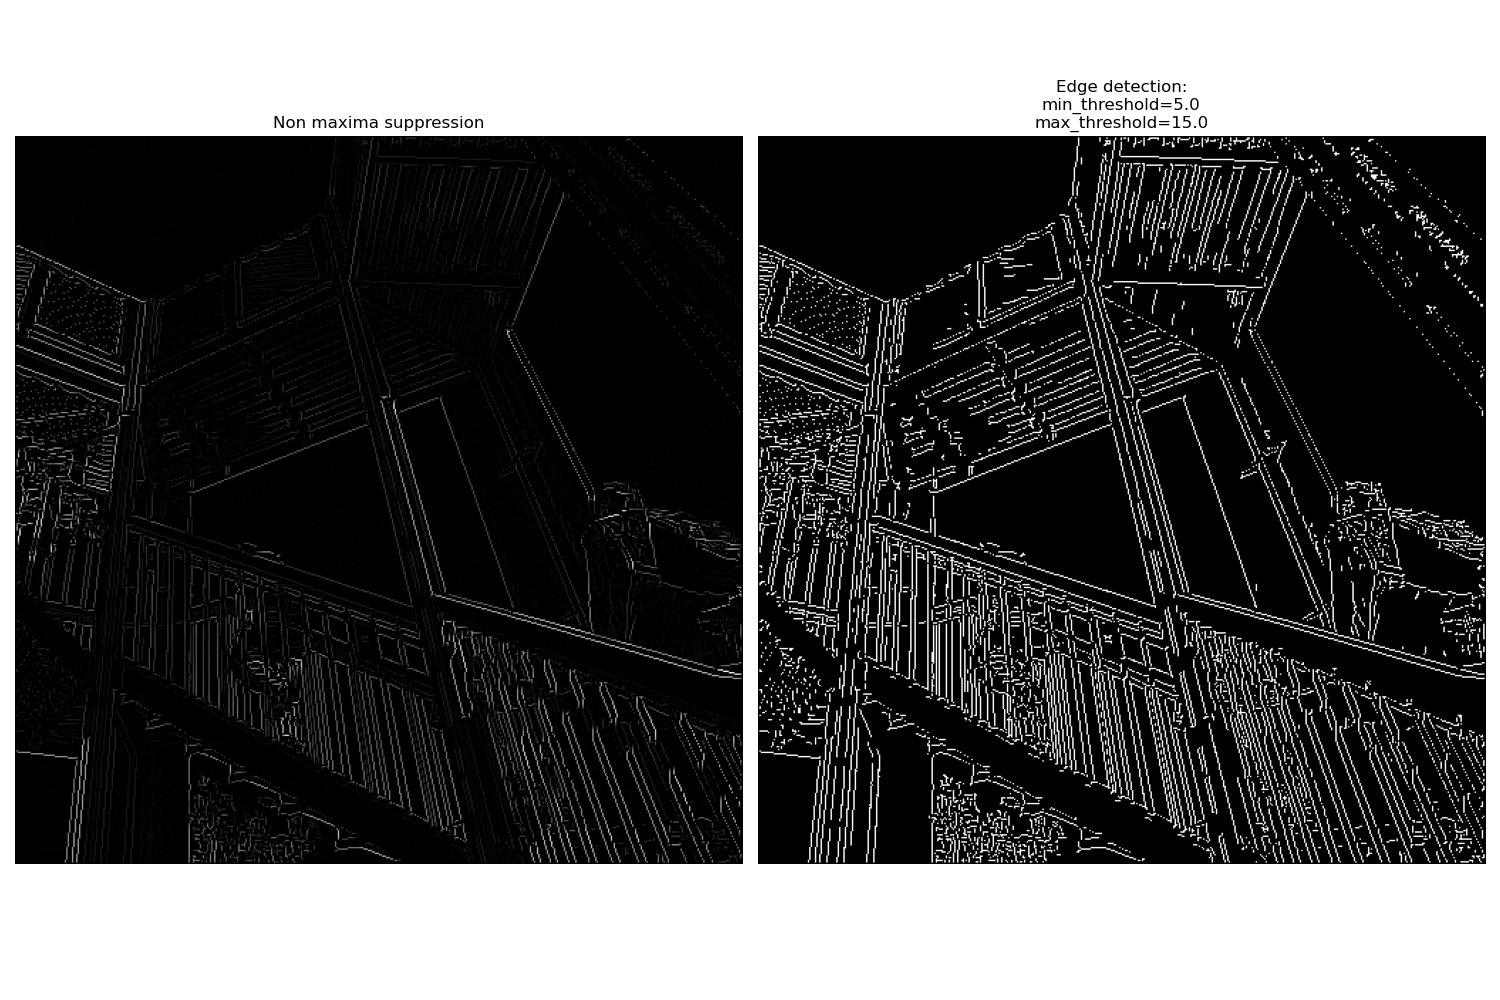 Non maxima suppression
Edge detection:
min_threshold=5.0
max_threshold=15.0